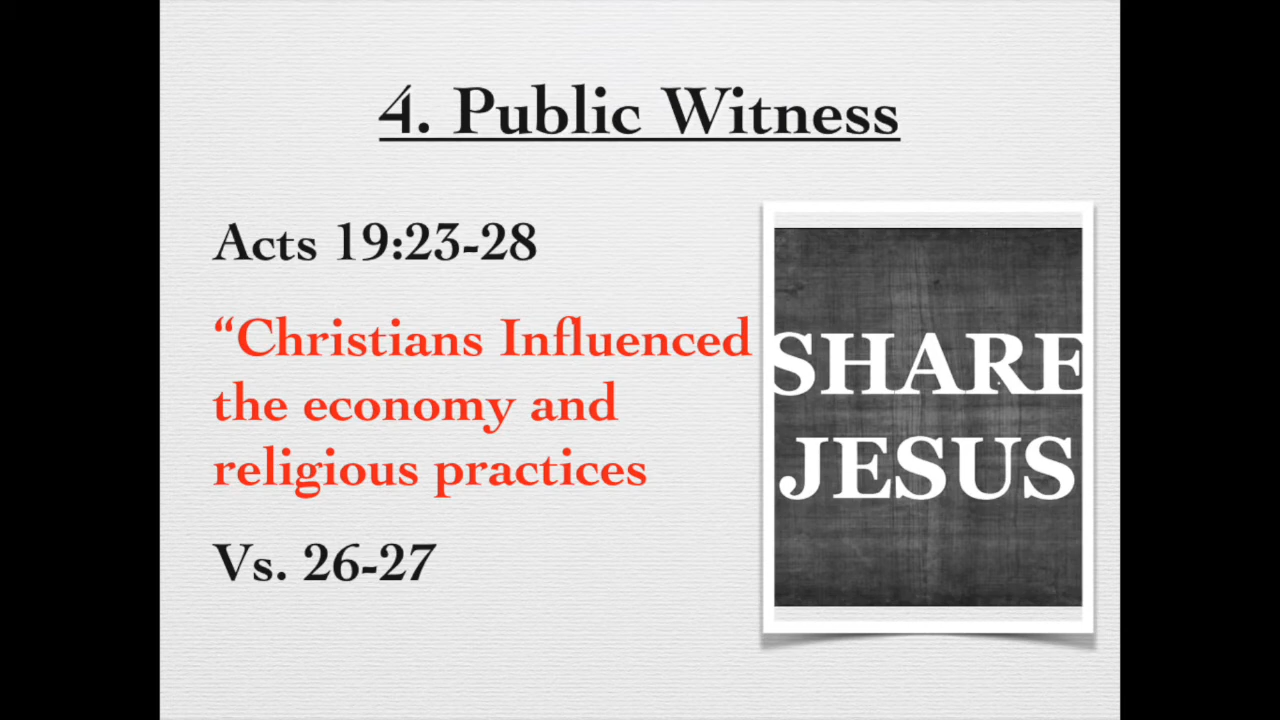 4. Public Witness
Acts 19:23-28
“Christians Influenced
the economy and
religious practices
Vs. 26-27
SHARE
JESUS